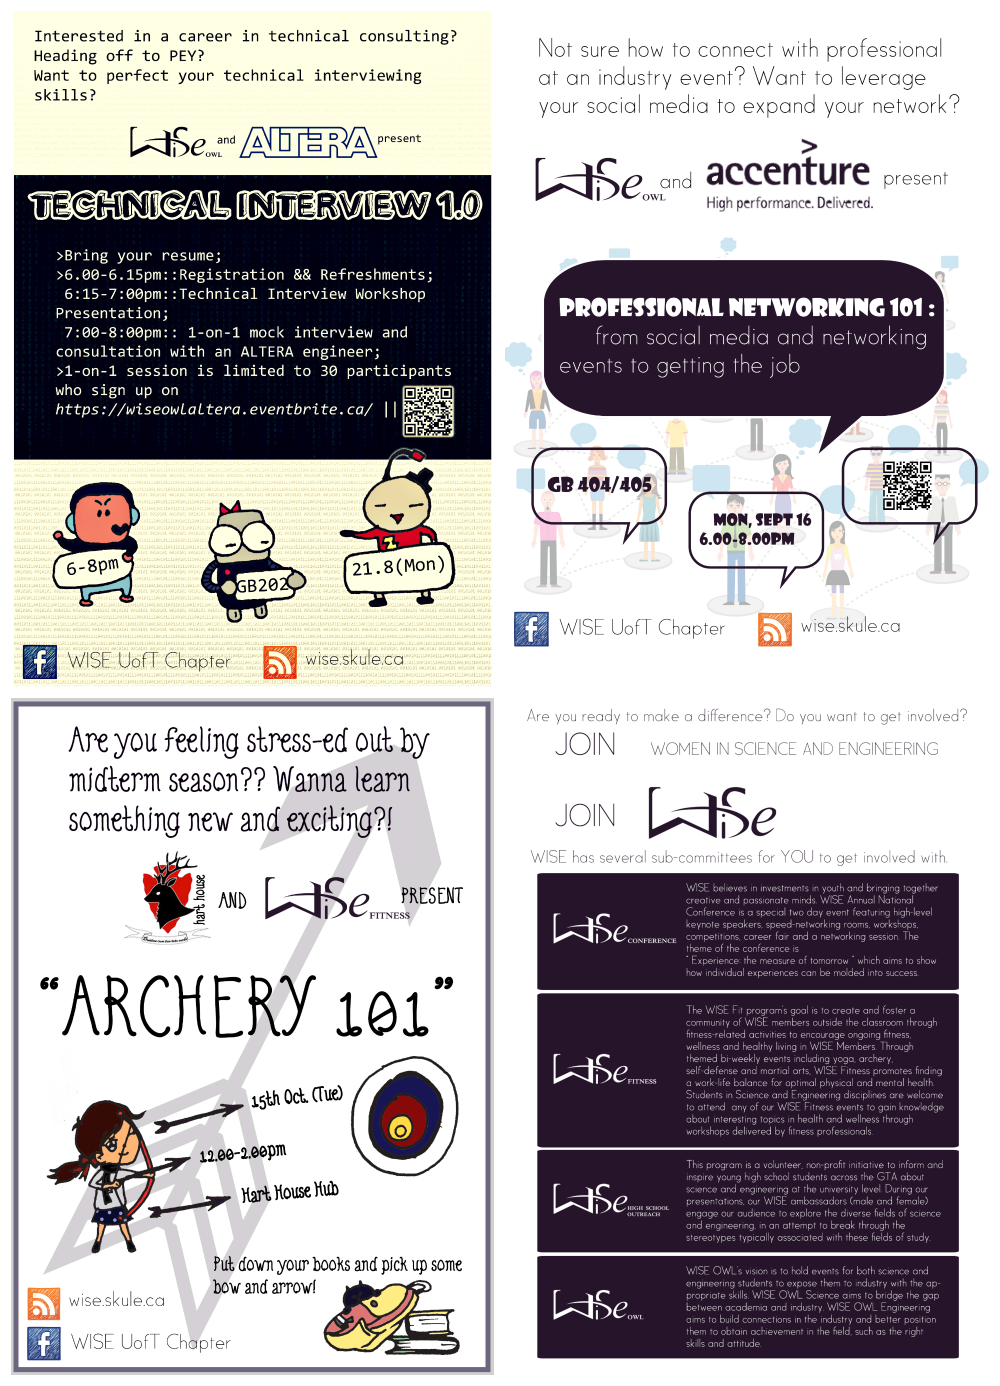 Interested in a career in technical consulting?
Heading off to PEY?
Want to perfect your technical interviewing
skills?
WiSe OWL and ALTERA present
TECHNICAL INTERVIEW 1.0
>Bring your resume;
>6.00-6.15pm::Registration && Refreshments;
6:15-7:00pm::Technical Interview Workshop
Presentation;
7:00-8:00pm:: 1-on-1 mock interview and
consultation with an ALTERA engineer;
>1-on-1 session is limited to 30 participants
who sign up on
https://wiseowlaltera.eventbrite.ca/ ||
6-8pm
GB202
21.8(Mon)
WISE UofT Chapter
wise.skule.ca
Not sure how to connect with professional
at an industry event? Want to leverage
your social media to expand your network?
WiSe OWL and accenture present
High performance. Delivered.
PROFESSIONAL NETWORKING 101 :
from social media and networking
events to getting the job
GB 404/405
MON, SEPT 16
6.00-8.00PM
WISE UofT Chapter
wise.skule.ca
Are you feeling stress-ed out by
midterm season?? Wanna learn
something new and exciting?!
hart house AND WiSe FITNESS PRESENT
"ARCHERY 101"
15th Oct. (Tue)
12.00-2.00pm
Hart House Hub
Put down your books and pick up some
bow and arrow!
wise.skule.ca
WISE UofT Chapter
Are you ready to make a difference? Do you want to get involved?
JOIN WOMEN IN SCIENCE AND ENGINEERING
JOIN WiSe
WISE has several sub-committees for YOU to get involved with.
WiSe CONFERENCE
WISE believes in investments in youth and bringing together
creative and passionate minds. WISE Annual National
Conference is a special two day event featuring high-level
keynote speakers, speed-networking rooms, workshops,
competitions, career fair and a networking session. The
theme of the conference is
" Experience: the measure of tomorrow " which aims to show
how individual experiences can be molded into success.
WiSe FITNESS
The WISE Fit program's goal is to create and foster a
community of WISE members outside the classroom through
fitness-related activities to encourage ongoing fitness,
wellness and healthy living in WISE Members. Through
themed bi-weekly events including yoga, archery,
self-defense and martial arts, WISE Fitness promotes finding
a work-life balance for optimal physical and mental health.
Students in Science and Engineering disciplines are welcome
to attend any of our WISE Fitness events to gain knowledge
about interesting topics in health and wellness through
workshops delivered by fitness professionals.
WiSe HIGH SCHOOL
OUTREACH
This program is a volunteer, non-profit initiative to inform and
inspire young high school students across the GTA about
science and engineering at the university level. During our
presentations, our WISE ambassadors (male and female)
engage our audience to explore the diverse fields of science
and engineering, in an attempt to break through the
stereotypes typically associated with these fields of study.
WiSe OWL
WISE OWL's vision is to hold events for both science and
engineering students to expose them to industry with the ap-
propriate skills. WISE OWL Science aims to bridge the gap
between academia and industry. WISE OWL Engineering
aims to build connections in the industry and better position
them to obtain achievement in the field, such as the right
skills and attitude.